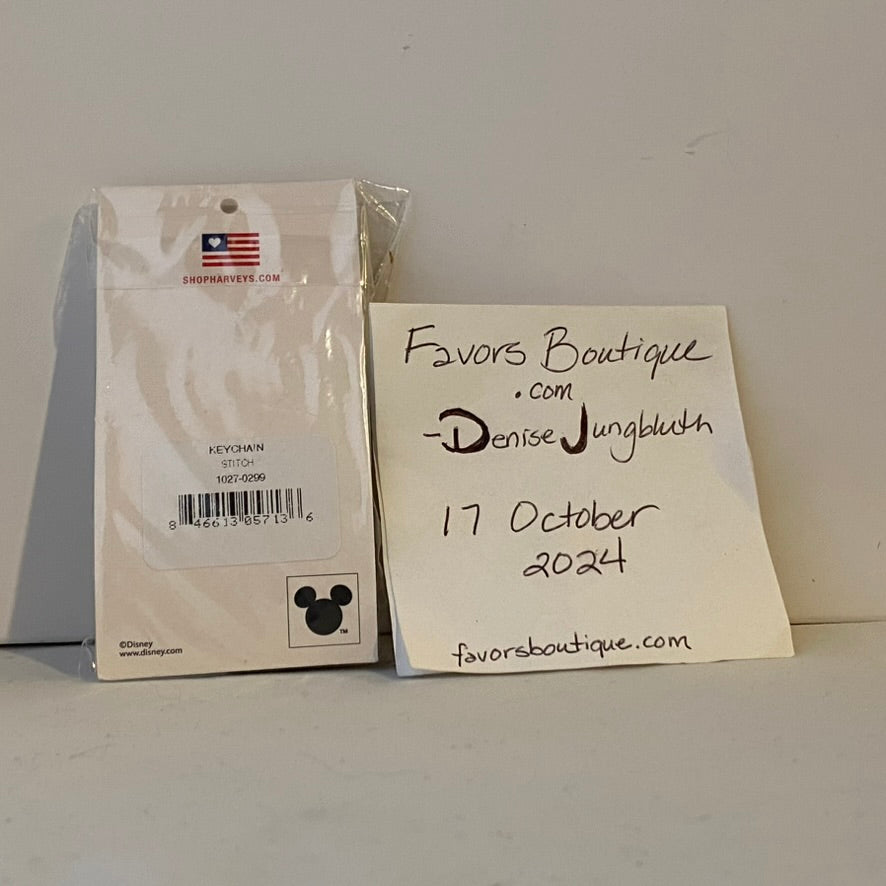 SHOPHARVEYS.COM
KEYCHAIN
STITCH
1027-0299
8 46613 05713 6
TM
©Disney
www.disney.com
Favors Boutique
.com
-Denise Jungbluth
17 October
2024
favorsboutique.com